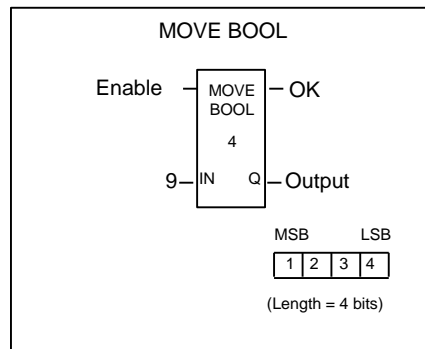 MOVE BOOL
Enable MOVE OK
BOOL
4
9 IN Q Output
MSB LSB
1 2 3 4
(Length = 4 bits)